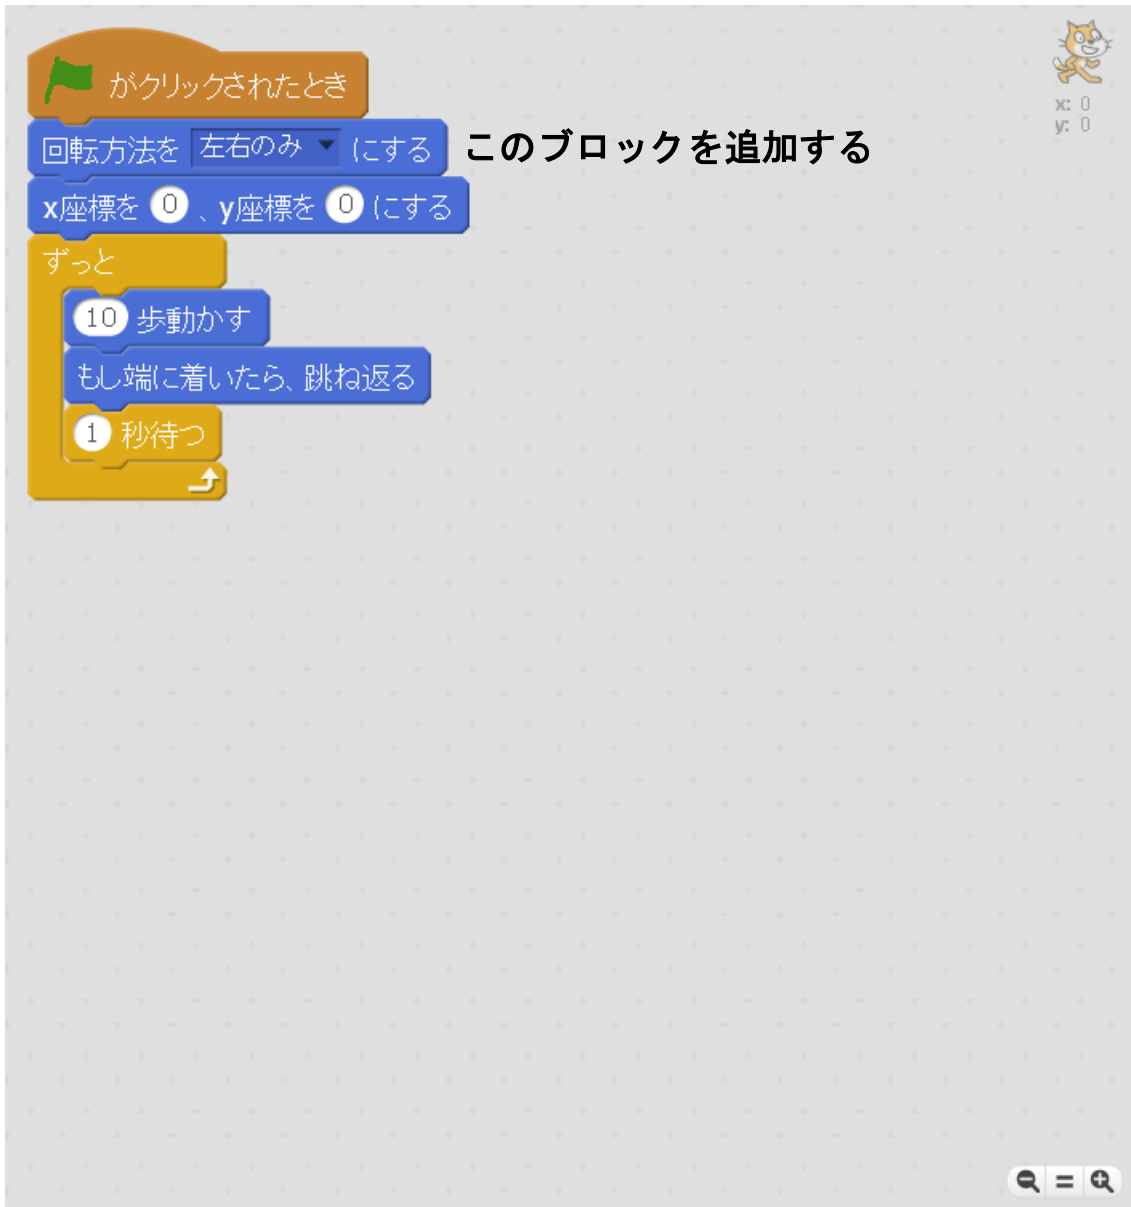 がクリックされたとき
回転方法を 左右のみ にする このブロックを追加する
x座標を 0 、y座標を 0 にする
ずっと
10 歩動かす
もし端に着いたら、跳ね返る
1 秒待つ
x: 0
y: 0